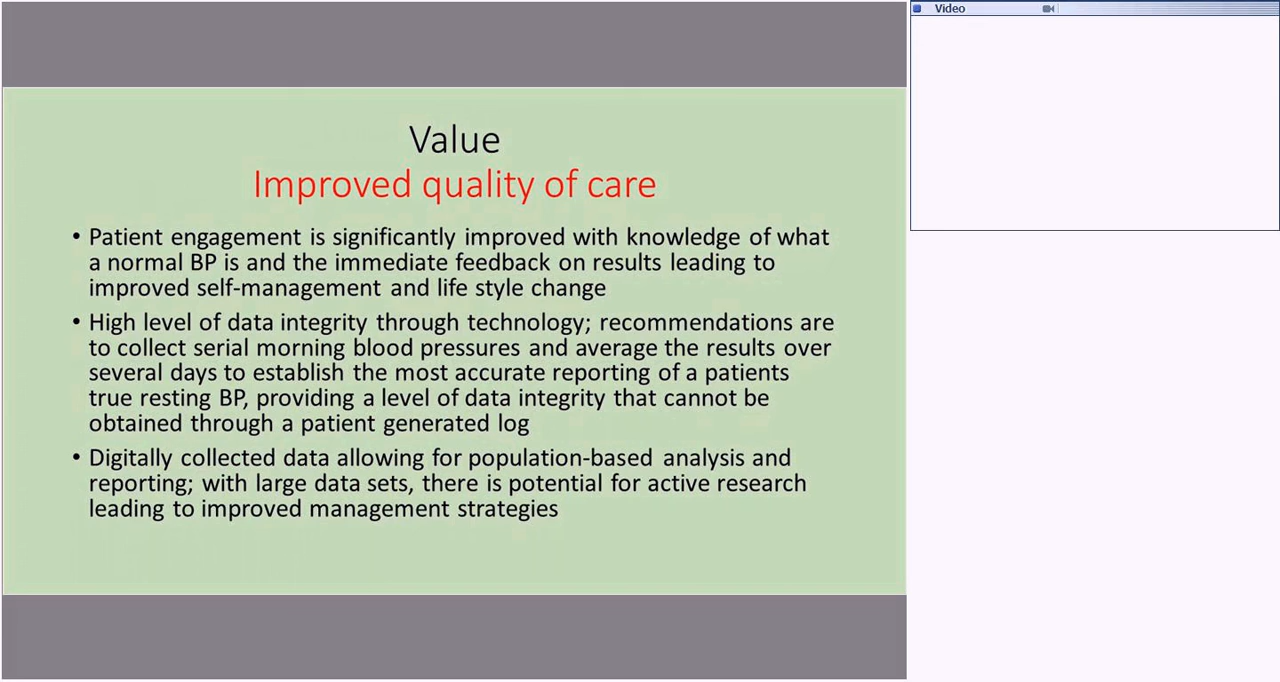 Video
Value
Improved quality of care
• Patient engagement is significantly improved with knowledge of what
a normal BP is and the immediate feedback on results leading to
improved self-management and life style change
• High level of data integrity through technology; recommendations are
to collect serial morning blood pressures and average the results over
several days to establish the most accurate reporting of a patients
true resting BP, providing a level of data integrity that cannot be
obtained through a patient generated log
• Digitally collected data allowing for population-based analysis and
reporting; with large data sets, there is potential for active research
leading to improved management strategies